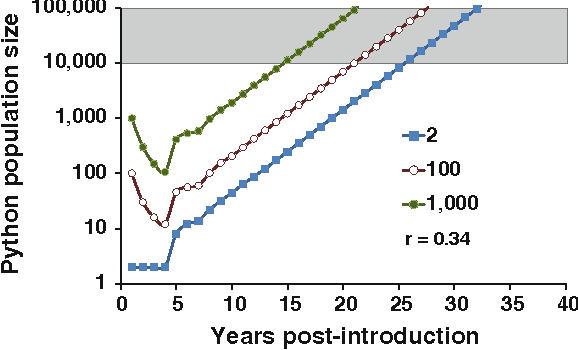 Python population size
100,000
10,000
1,000
100
10
1
2
100
1,000
r = 0.34
0 5 10 15 20 25 30 35 40
Years post-introduction